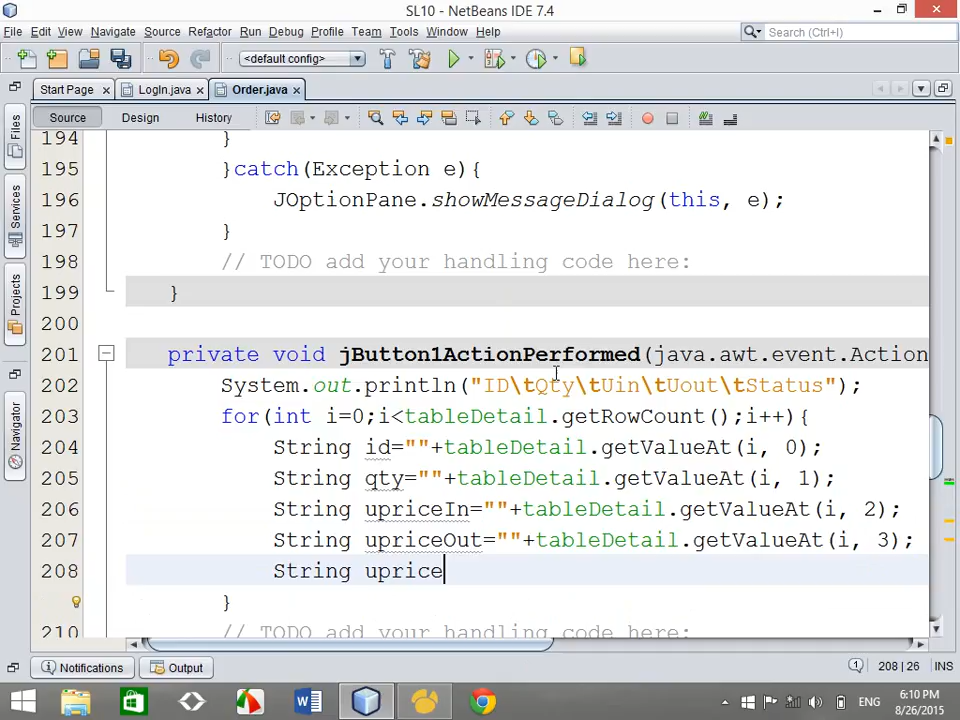 SL10 - NetBeans IDE 7.4
File Edit View Navigate Source Refactor Run Debug Profile Team Tools Window Help
Search (Ctrl+I)
<default config>
Start Page LogIn.java Order.java
Source Design History
Files
Services
Projects
Navigator
194 }
195 }catch(Exception e){
196 JOptionPane.showMessageDialog(this, e);
197 }
198 // TODO add your handling code here:
199 }
200
201 private void jButton1ActionPerformed(java.awt.event.Action
202 System.out.println("ID\tQty\tUin\tUout\tStatus");
203 for(int i=0;i<tableDetail.getRowCount();i++){
204 String id=""+tableDetail.getValueAt(i, 0);
205 String qty=""+tableDetail.getValueAt(i, 1);
206 String upriceIn=""+tableDetail.getValueAt(i, 2);
207 String upriceOut=""+tableDetail.getValueAt(i, 3);
208 String uprice
}
210 // TODO add your handling code here:
Notifications Output 1 208 | 26 INS
ENG
6:10 PM
8/26/2015